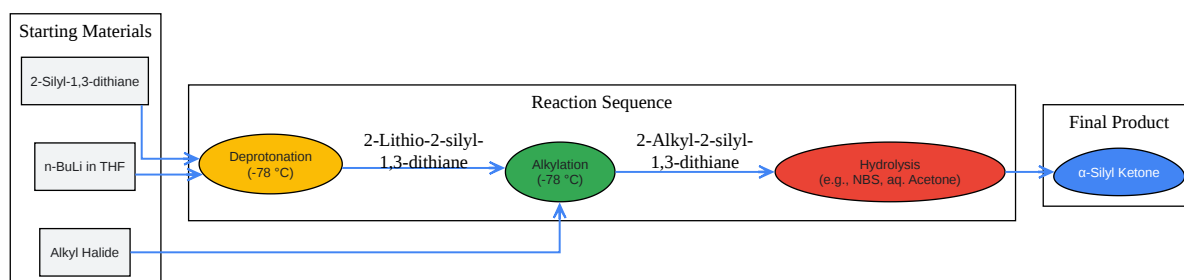 Starting Materials
2-Silyl-1,3-dithiane
n-BuLi in THF
Alkyl Halide
Reaction Sequence
Deprotonation
(-78 °C)
2-Lithio-2-silyl-
1,3-dithiane
Alkylation
(-78 °C)
2-Alkyl-2-silyl-
1,3-dithiane
Hydrolysis
(e.g., NBS, aq. Acetone)
Final Product
α-Silyl Ketone